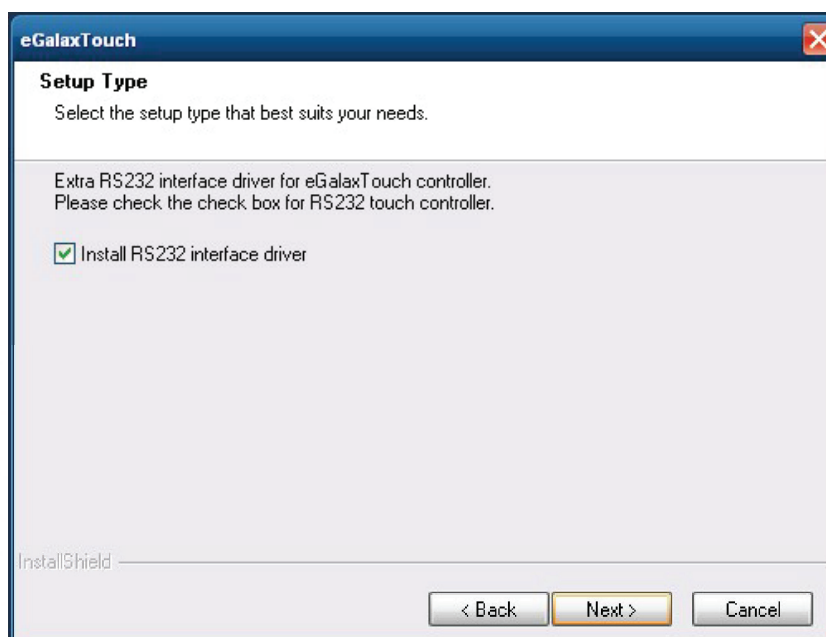 eGalaxTouch
Setup Type
Select the setup type that best suits your needs.
Extra RS232 interface driver for eGalaxTouch controller.
Please check the check box for RS232 touch controller.
Install RS232 interface driver
InstallShield
< Back Next > Cancel